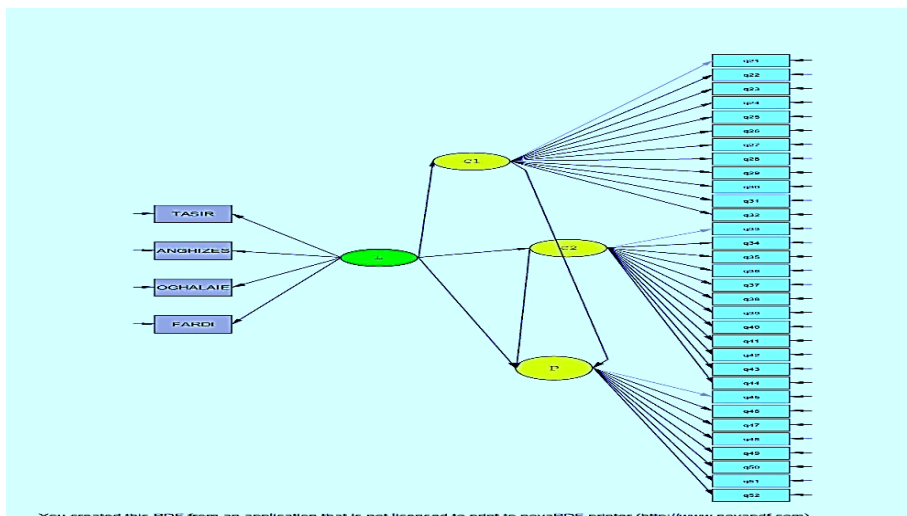 TASIR
ANGHIZES
OGHALAIE
FARDI
L
C1
C2
P
q21
q22
q23
q24
q25
q26
q27
q28
q29
q30
q31
q32
q33
q34
q35
q36
q37
q38
q39
q40
q41
q42
q43
q44
q45
q46
q47
q48
q49
q50
q51
q52
You created this PDF from an application that is not licensed to print to novaPDF printer (http://www.novapdf.com)